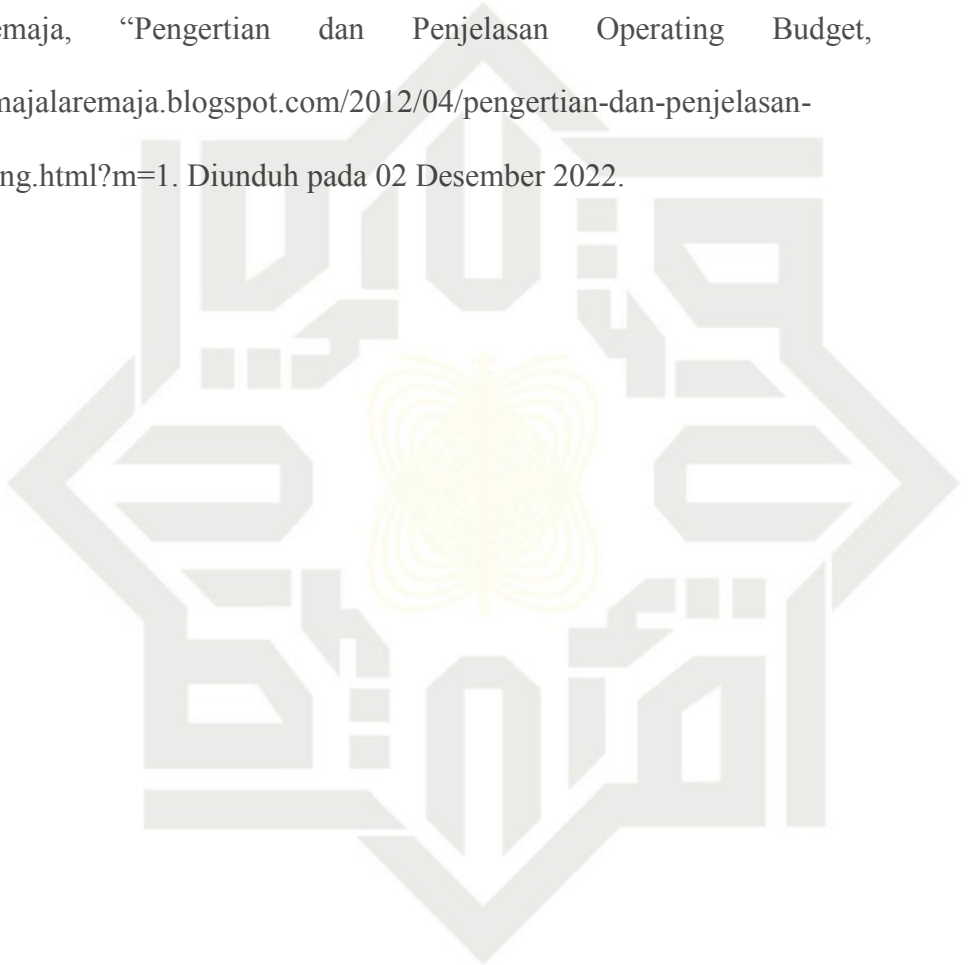 emaja, “Pengertian dan Penjelasan Operating Budget,
majalaremaja.blogspot.com/2012/04/pengertian-dan-penjelasan-
ng.html?m=1. Diunduh pada 02 Desember 2022.